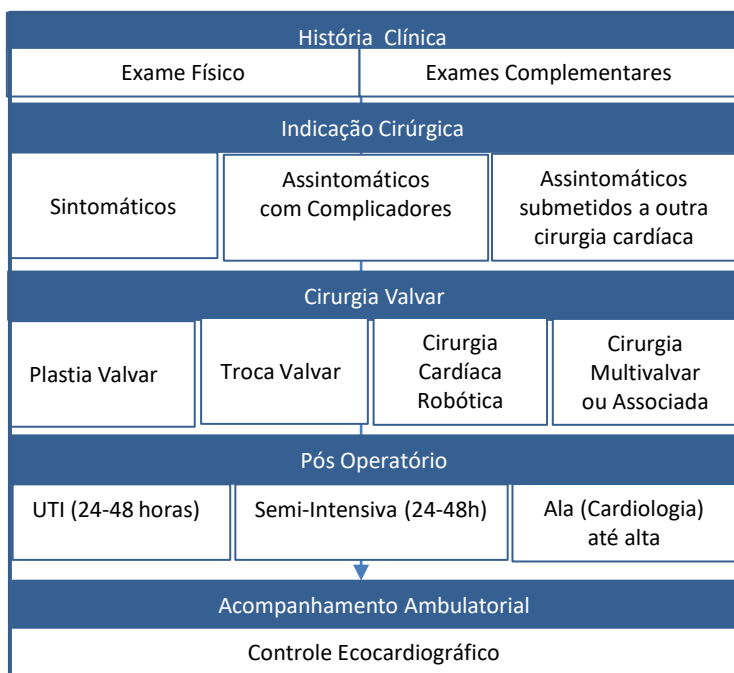 História Clínica
Exame Físico
Exames Complementares
Indicação Cirúrgica
Sintomáticos
Assintomáticos
com Complicadores
Assintomáticos
submetidos a outra
cirurgia cardíaca
Cirurgia Valvar
Plastia Valvar
Troca Valvar
Cirurgia
Cardíaca
Robótica
Cirurgia
Multivalvar
ou Associada
Pós Operatório
UTI (24-48 horas)
Semi-Intensiva (24-48h)
Ala (Cardiologia)
até alta
Acompanhamento Ambulatorial
Controle Ecocardiográfico